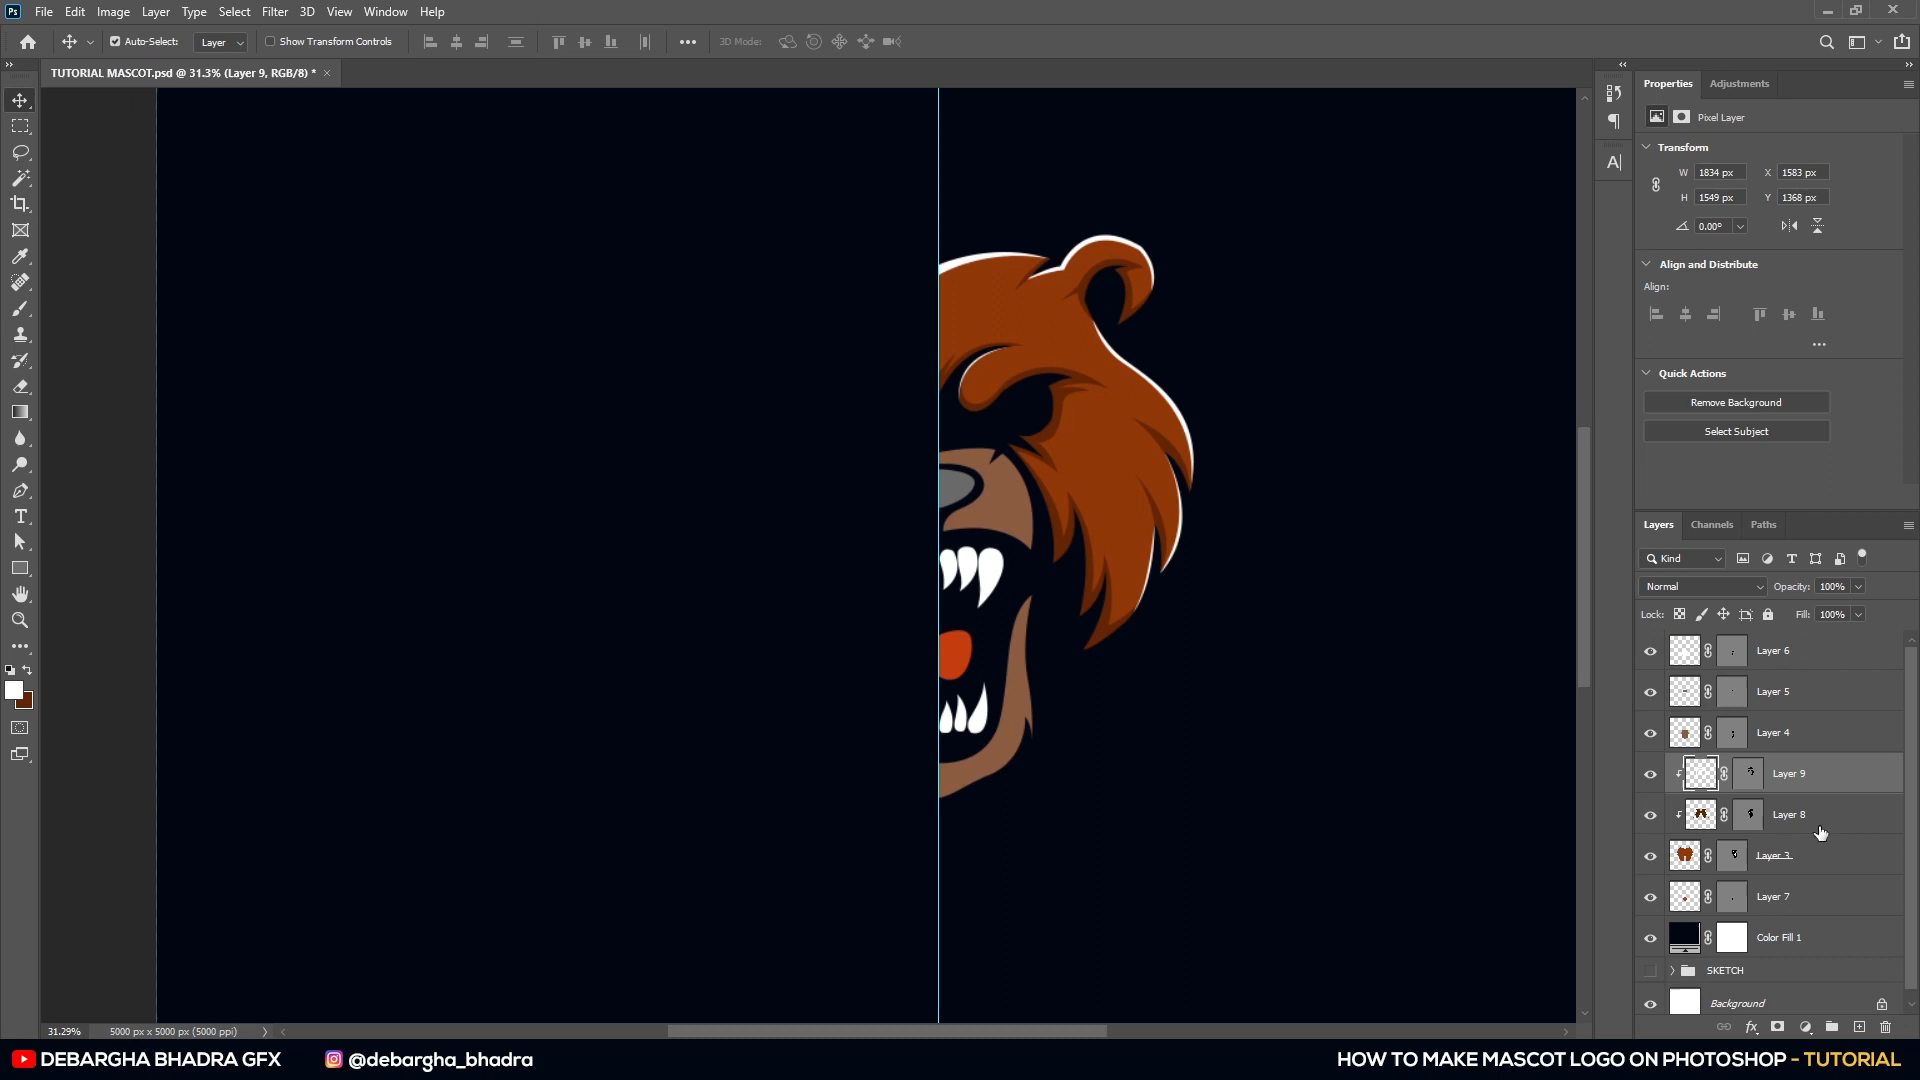 Ps File Edit Image Layer Type Select Filter 3D View Window Help
Auto-Select: Layer Show Transform Controls 3D Mode:
TUTORIAL MASCOT.psd @ 31.3% (Layer 9, RGB/8) * ×
Properties Adjustments
Pixel Layer
Transform
W 1834 px X 1583 px
H 1549 px Y 1368 px
0.00°
Align and Distribute
Align:
Quick Actions
Remove Background
Select Subject
Layers Channels Paths
Kind
Normal Opacity: 100%
Lock: Fill: 100%
Layer 6
Layer 5
Layer 4
Layer 9
Layer 8
Layer 3
Layer 7
Color Fill 1
SKETCH
Background
31.29% 5000 px x 5000 px (5000 ppi)
DEBARGHA BHADRA GFX @debargha_bhadra HOW TO MAKE MASCOT LOGO ON PHOTOSHOP - TUTORIAL